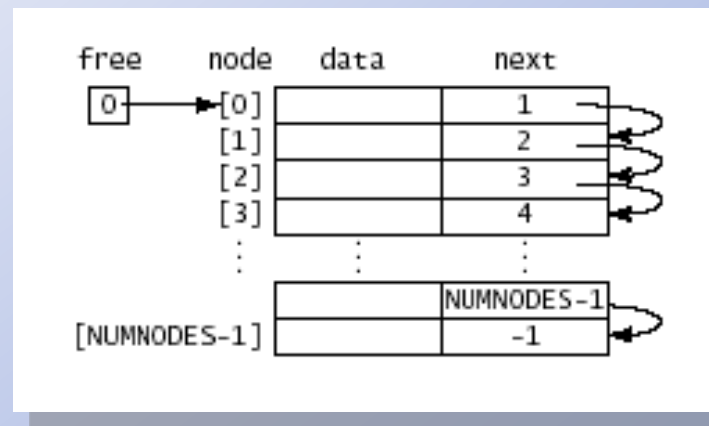 free node data next
0 [0] 1
[1] 2
[2] 3
[3] 4
NUMNODES-1
[NUMNODES-1] -1